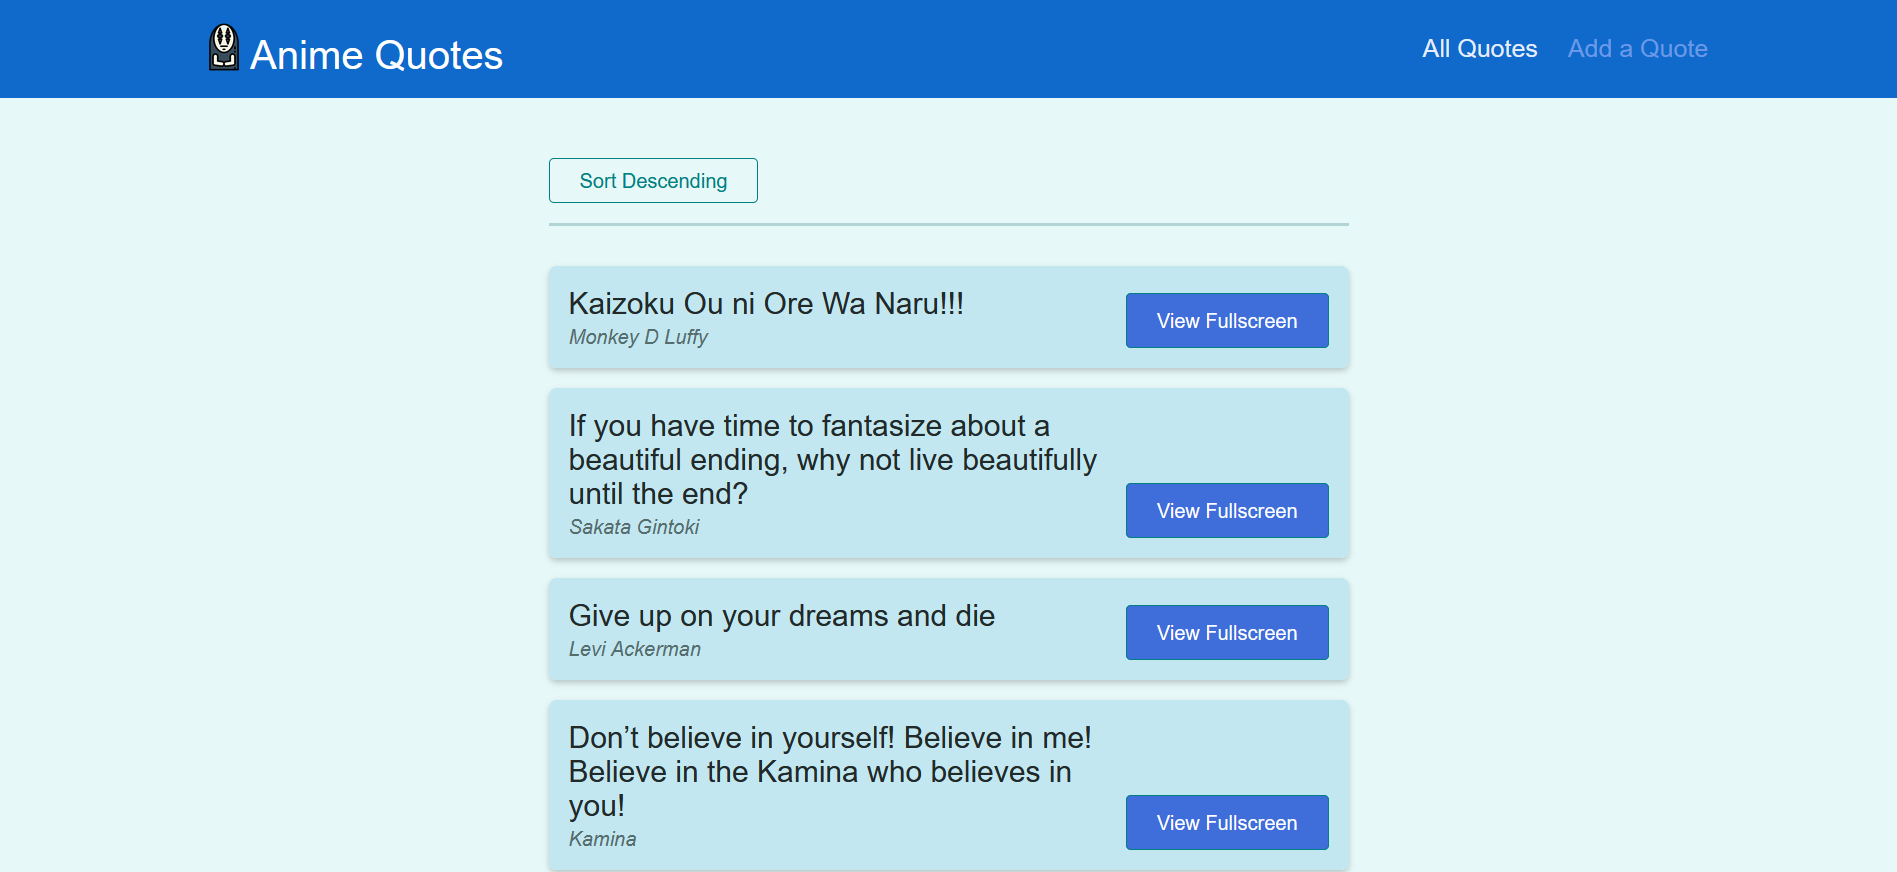 Anime Quotes
All Quotes
Add a Quote
Sort Descending
Kaizoku Ou ni Ore Wa Naru!!!
Monkey D Luffy
View Fullscreen
If you have time to fantasize about a
beautiful ending, why not live beautifully
until the end?
Sakata Gintoki
View Fullscreen
Give up on your dreams and die
Levi Ackerman
View Fullscreen
Don’t believe in yourself! Believe in me!
Believe in the Kamina who believes in
you!
Kamina
View Fullscreen